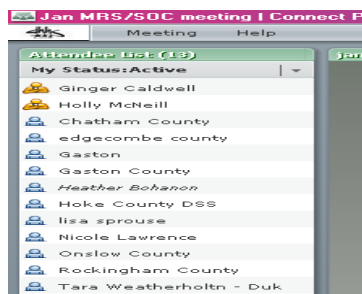 Jan MRS/SOC meeting | Connect P
Meeting Help
Attendee List (13)
jan
My Status:Active
Ginger Caldwell
Holly McNeill
Chatham County
edgecombe county
Gaston
Gaston County
Heather Bohanon
Hoke County DSS
lisa sprouse
Nicole Lawrence
Onslow County
Rockingham County
Tara Weatherholtn - Duk